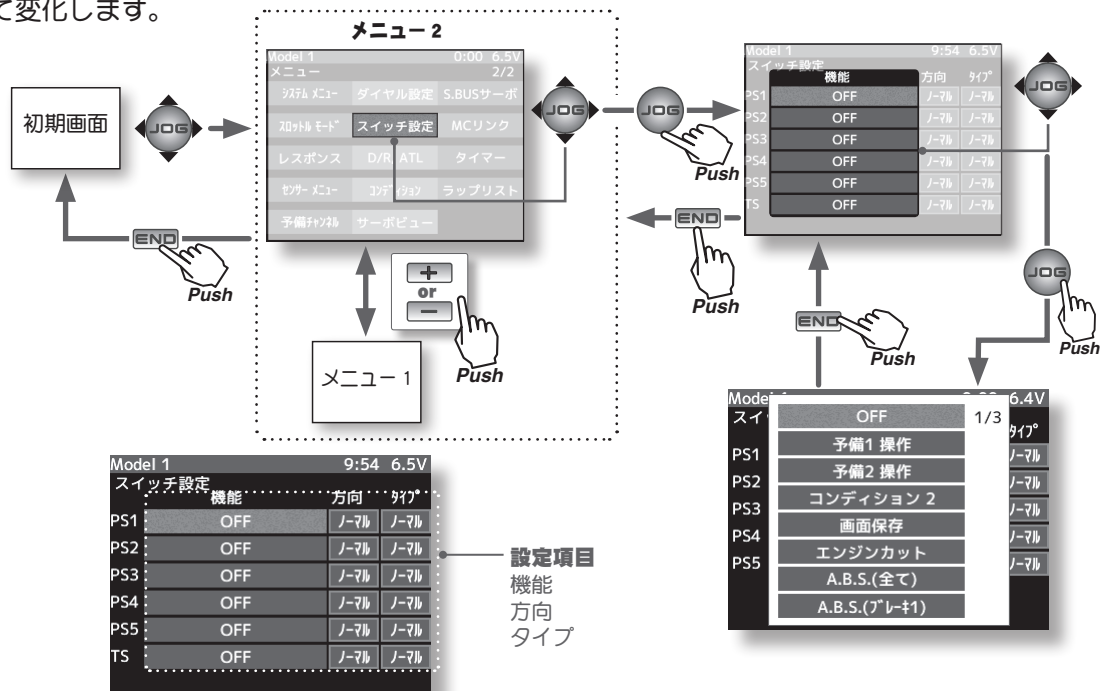 て変化します。
メニュー 2
Model 1 0:00 6.5V
メニュー 2/2
システム メニュー ダイヤル設定 S.BUSサーボ
スロットル モード スイッチ設定 MCリンク
レスポンス D/R, ATL タイマー
センサー メニュー コンディション ラップリスト
予備チャンネル サーボビュー
初期画面
JOG
JOG
JOG
Push
Model 1 9:54 6.5V
スイッチ設定
機能 方向 タイプ
PS1 OFF ノーマル ノーマル
PS2 OFF ノーマル ノーマル
PS3 OFF ノーマル ノーマル
PS4 OFF ノーマル ノーマル
PS5 OFF ノーマル ノーマル
TS OFF ノーマル ノーマル
JOG
END
Push
END
Push
+
or
−
Push
メニュー 1
JOG
Push
END
Push
Model 1 6.4V
スイ タイプ
PS1 ノーマル
PS2 ノーマル
PS3 ノーマル
PS4 ノーマル
PS5 ノーマル
OFF 1/3
予備1 操作
予備2 操作
コンディション 2
画面保存
エンジンカット
A.B.S.(全て)
A.B.S.(ブレーキ1)
Model 1 9:54 6.5V
スイッチ設定
機能 方向 タイプ
PS1 OFF ノーマル ノーマル
PS2 OFF ノーマル ノーマル
PS3 OFF ノーマル ノーマル
PS4 OFF ノーマル ノーマル
PS5 OFF ノーマル ノーマル
TS OFF ノーマル ノーマル
設定項目
機能
方向
タイプ